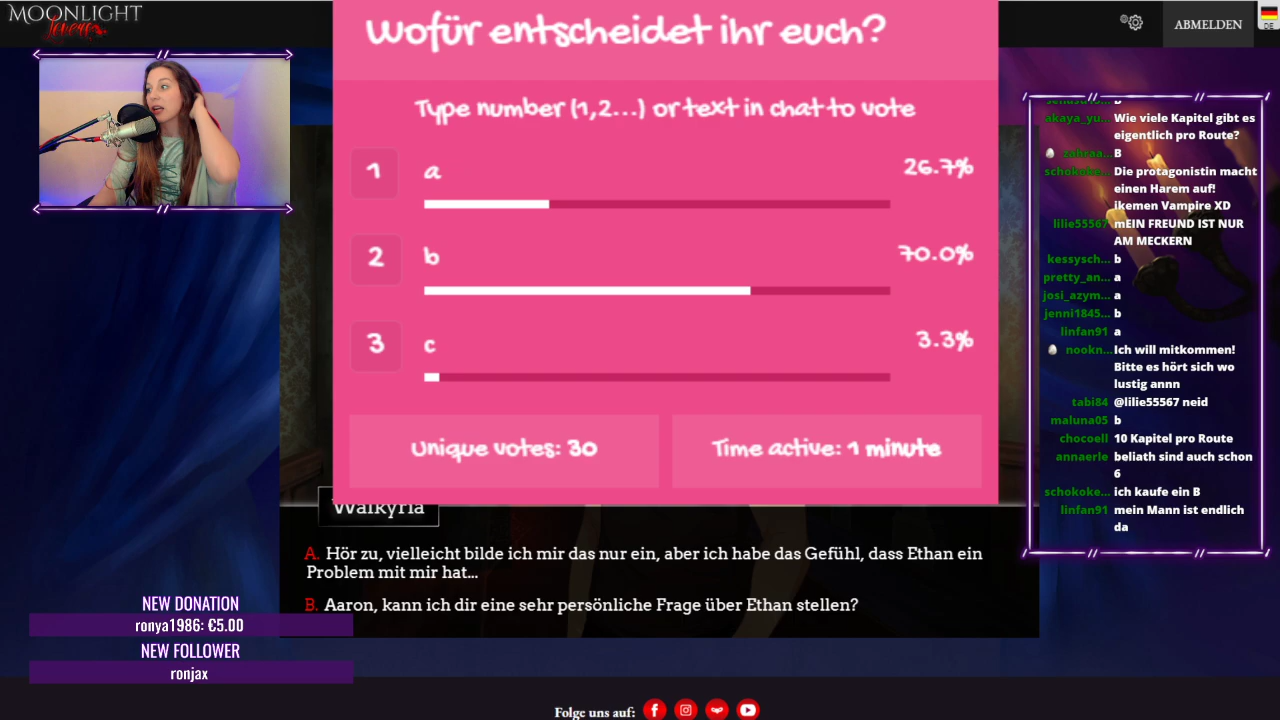 MOONLIGHT
lovers
ABMELDEN
DE
Wofür entscheidet ihr euch?
Type number (1,2...) or text in chat to vote
1 a 26.7%
2 b 70.0%
3 c 3.3%
Unique votes: 30
Time active: 1 minute
Walkyria
A. Hör zu, vielleicht bilde ich mir das nur ein, aber ich habe das Gefühl, dass Ethan ein
Problem mit mir hat...
B. Aaron, kann ich dir eine sehr persönliche Frage über Ethan stellen?
NEW DONATION
ronya1986: €5.00
NEW FOLLOWER
ronjax
Folge uns auf:
akaya_yu... Wie viele Kapitel gibt es
eigentlich pro Route?
zahraa... B
schokoke... Die protagonistin macht
einen Harem auf!
ikemen Vampire XD
lilie55567 mEIN FREUND IST NUR
AM MECKERN
kessysch... b
pretty_an... a
josi_azym... a
jenni1845... b
linfan91 a
nookn... Ich will mitkommen!
Bitte es hört sich wo
lustig annn
tabi84 @lilie55567 neid
maluna05 b
chocoell 10 Kapitel pro Route
annaerle beliath sind auch schon
6
schokoke... ich kaufe ein B
linfan91 mein Mann ist endlich
da